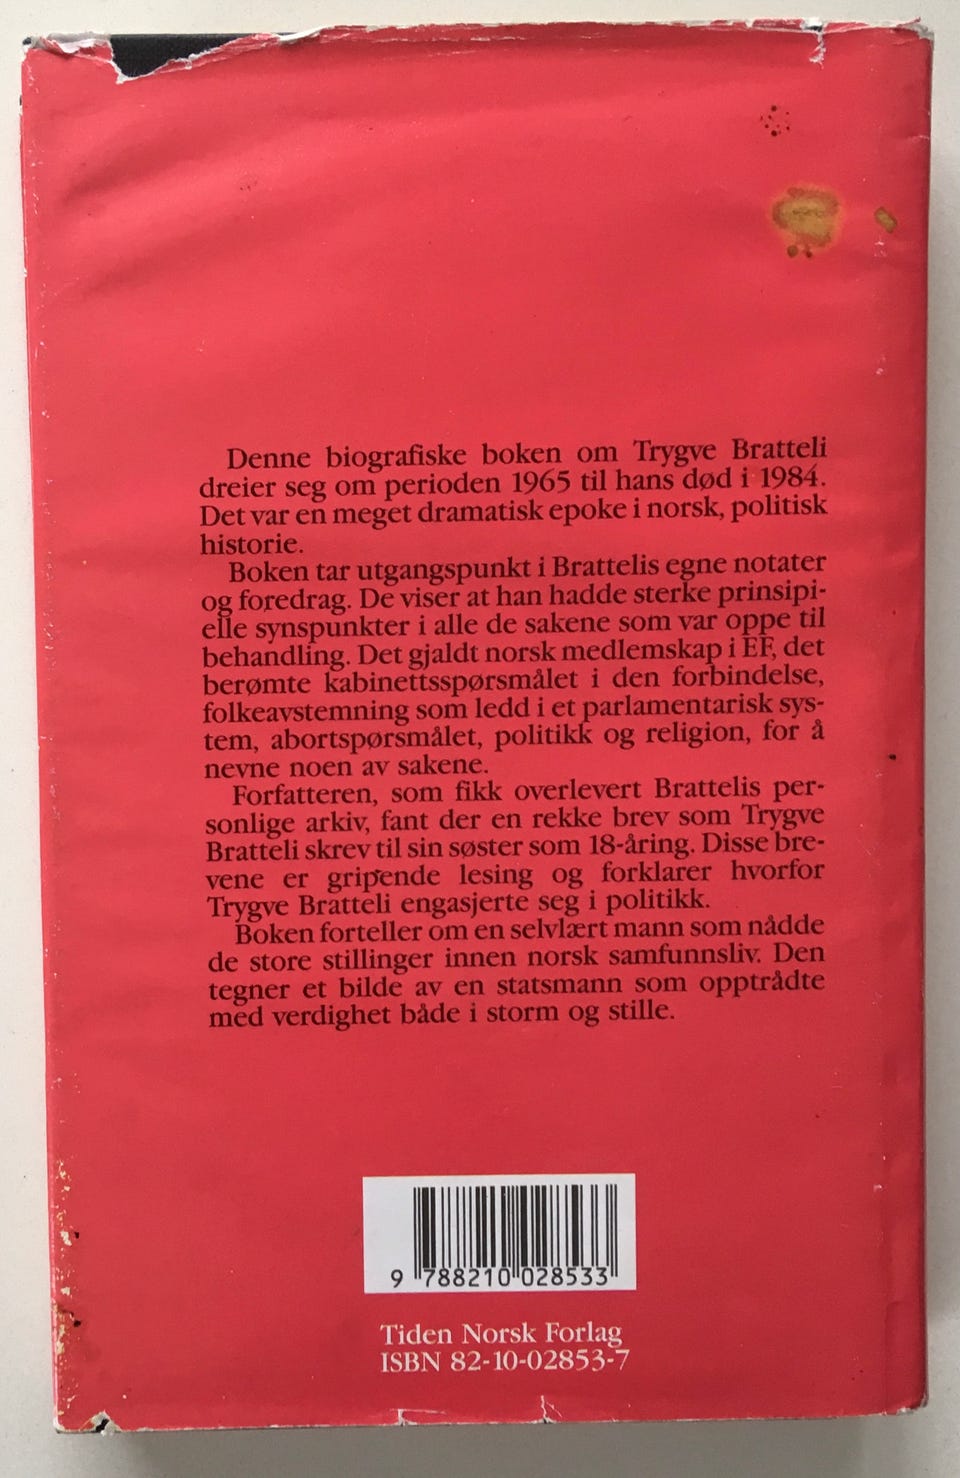 Denne biografiske boken om Trygve Bratteli
dreier seg om perioden 1965 til hans død i 1984.
Det var en meget dramatisk epoke i norsk, politisk
historie.
Boken tar utgangspunkt i Brattelis egne notater
og foredrag. De viser at han hadde sterke prinsipi-
elle synspunkter i alle de sakene som var oppe til
behandling. Det gjaldt norsk medlemskap i EF, det
berømte kabinettsspørsmålet i den forbindelse,
folkeavstemning som ledd i et parlamentarisk sys-
tem, abortspørsmålet, politikk og religion, for å
nevne noen av sakene.
Forfatteren, som fikk overlevert Brattelis per-
sonlige arkiv, fant der en rekke brev som Trygve
Bratteli skrev til sin søster som 18-åring. Disse bre-
vene er gripende lesing og forklarer hvorfor
Trygve Bratteli engasjerte seg i politikk.
Boken forteller om en selvlært mann som nådde
de store stillinger innen norsk samfunnsliv. Den
tegner et bilde av en statsmann som opptrådte
med verdighet både i storm og stille.
9 788210 028533
Tiden Norsk Forlag
ISBN 82-10-02853-7